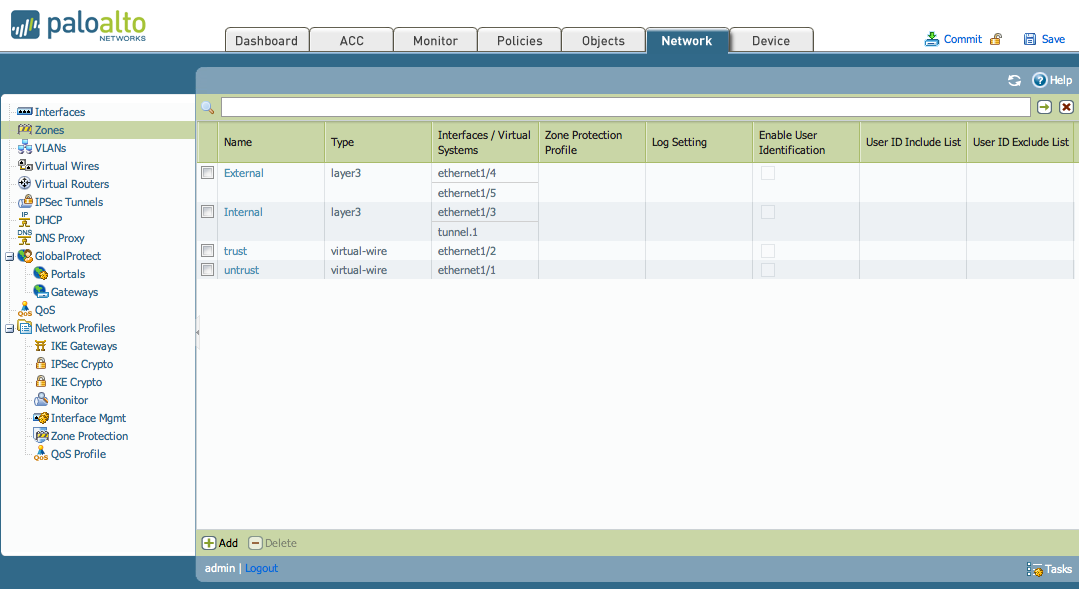 paloalto
NETWORKS
Dashboard ACC Monitor Policies Objects Network Device
Commit Save
Help
Interfaces
Zones
VLANs
Virtual Wires
Virtual Routers
IPSec Tunnels
IP
DHCP
DNS
DNS Proxy
GlobalProtect
Portals
Gateways
QoS
QoS
Network Profiles
IKE Gateways
IPSec Crypto
IKE Crypto
Monitor
Interface Mgmt
Zone Protection
QoS
QoS Profile
Name Type Interfaces / Virtual Systems Zone Protection Profile Log Setting Enable User Identification User ID Include List User ID Exclude List
External layer3 ethernet1/4
ethernet1/5
Internal layer3 ethernet1/3
tunnel.1
trust virtual-wire ethernet1/2
untrust virtual-wire ethernet1/1
Add Delete
admin | Logout
Tasks